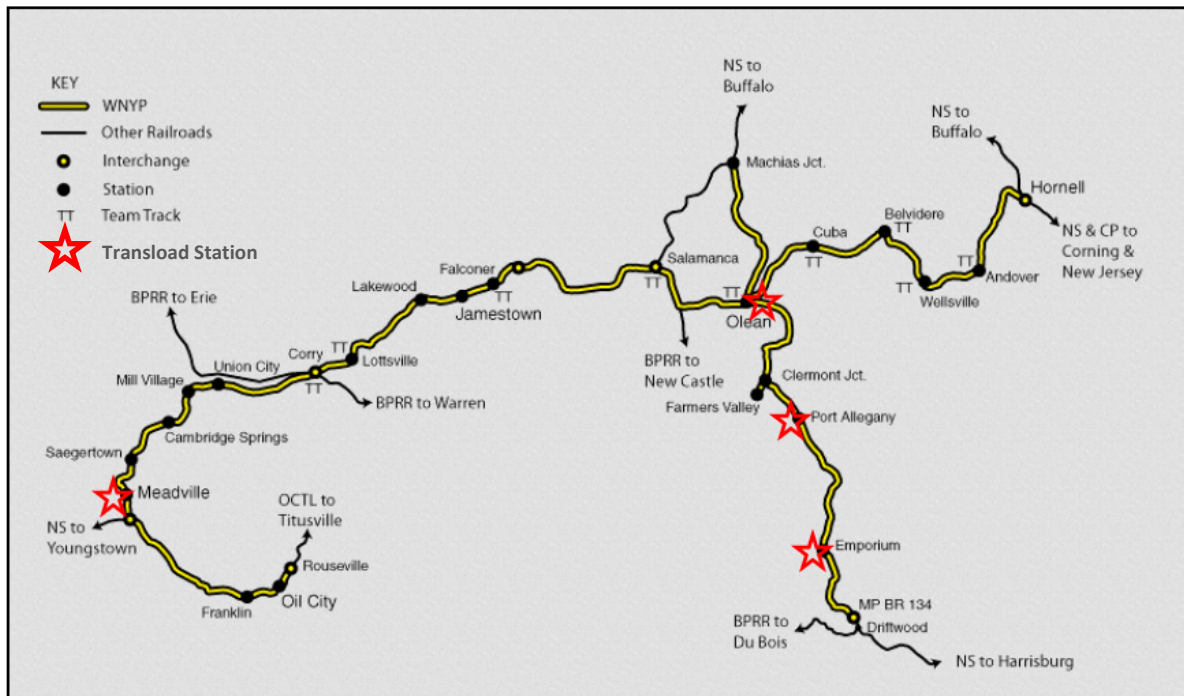 KEY
WNYP
Other Railroads
Interchange
Station
TT Team Track
Transload Station
NS to
Buffalo
Machias Jct.
NS to
Buffalo
Hornell
NS & CP to
Corning &
New Jersey
Belvidere
TT
Cuba
TT
TT
Andover
TT
Wellsville
Salamanca
TT
TT
Olean
BPRR to
New Castle
Falconer
TT
Lakewood
Jamestown
BPRR to Erie
Union City
Corry
TT
TT
Lottsville
BPRR to Warren
Mill Village
Cambridge Springs
Saegertown
Meadville
NS to
Youngstown
OCTL to
Titusville
Rouseville
Oil City
Franklin
Clermont Jct.
Farmers Valley
Port Allegany
Emporium
MP BR 134
Driftwood
BPRR to
Du Bois
NS to Harrisburg